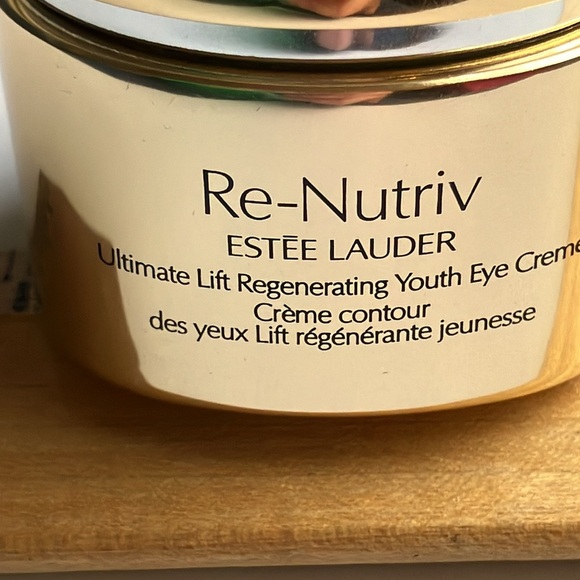 Re-Nutriv
ESTĒE LAUDER
Ultimate Lift Regenerating Youth Eye Creme
Crème contour
des yeux Lift régénérante jeunesse